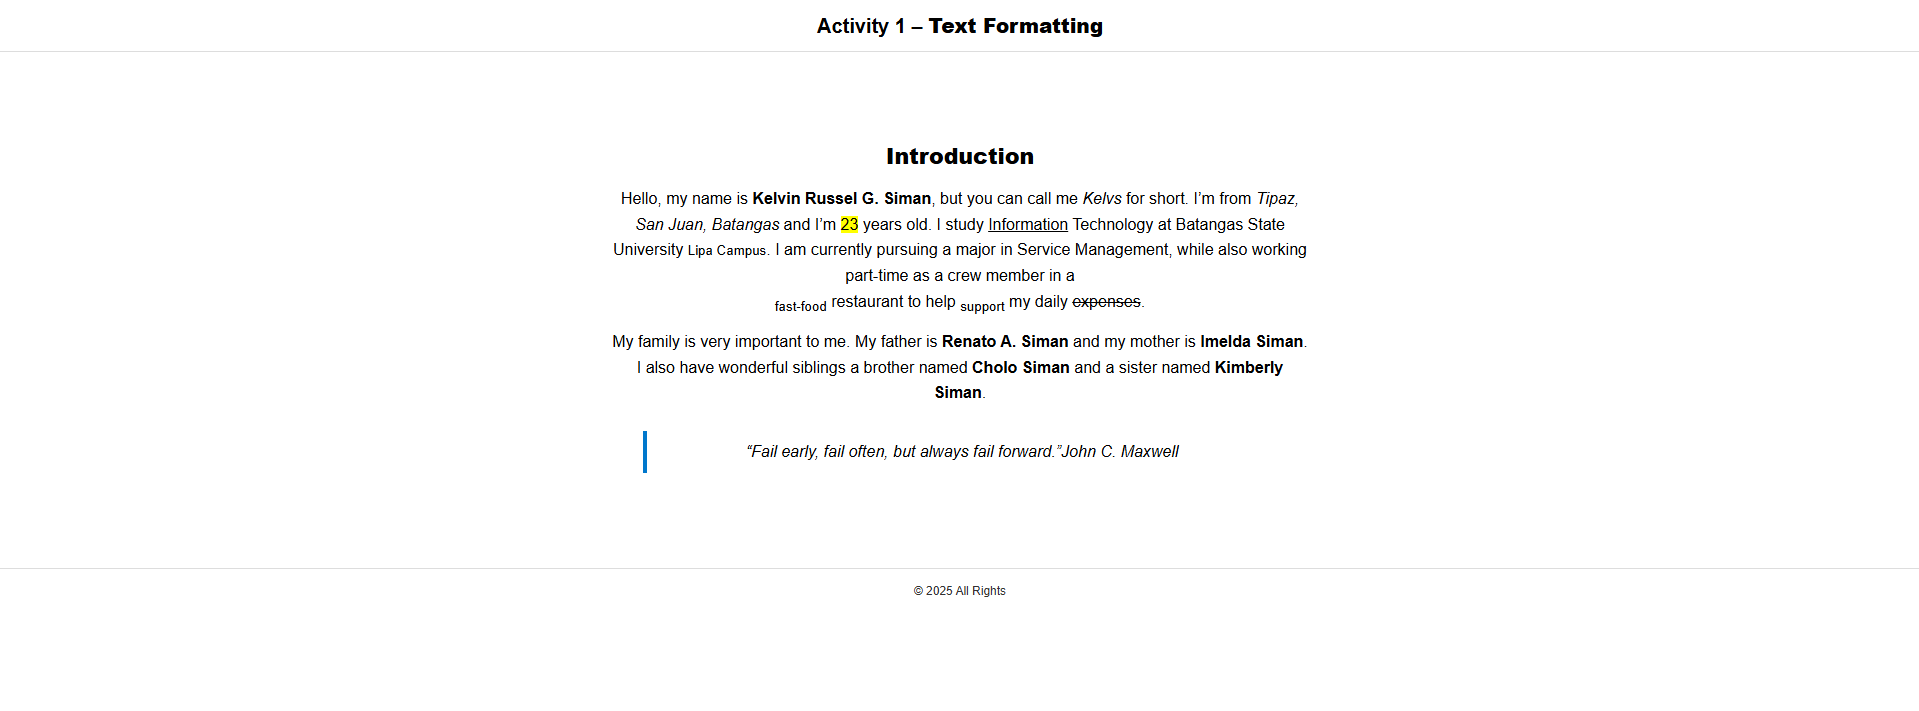 Activity 1 – Text Formatting
Introduction
Hello, my name is Kelvin Russel G. Siman, but you can call me Kelvs for short. I’m from Tipaz,
San Juan, Batangas and I’m 23 years old. I study Information Technology at Batangas State
University Lipa Campus. I am currently pursuing a major in Service Management, while also working
part-time as a crew member in a
fast-food restaurant to help support my daily expenses.
My family is very important to me. My father is Renato A. Siman and my mother is Imelda Siman.
I also have wonderful siblings a brother named Cholo Siman and a sister named Kimberly
Siman.
“Fail early, fail often, but always fail forward.”John C. Maxwell
© 2025 All Rights